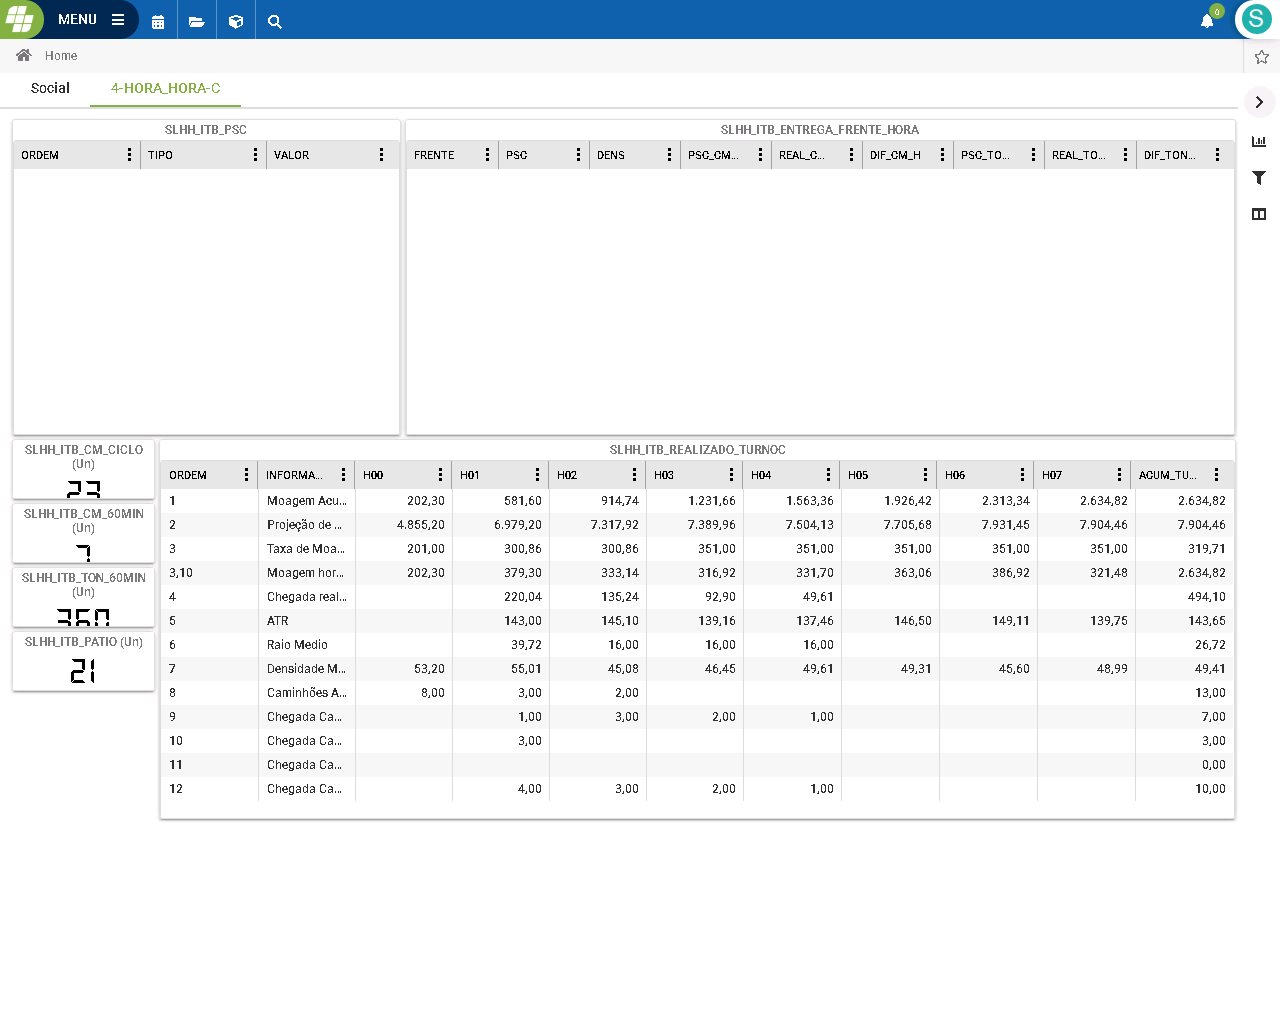 MENU
0
S
Home
Social 4-HORA_HORA-C
SLHH_ITB_PSC
ORDEM TIPO VALOR
SLHH_ITB_ENTREGA_FRENTE_HORA
FRENTE PSC DENS PSC_CM... REAL_C... DIF_CM_H PSC_TO... REAL_TO... DIF_TON...
SLHH_ITB_CM_CICLO
(Un)
23
SLHH_ITB_CM_60MIN
(Un)
7
SLHH_ITB_TON_60MIN
(Un)
360
SLHH_ITB_PATIO (Un)
21
SLHH_ITB_REALIZADO_TURNOC
ORDEM INFORMA... H00 H01 H02 H03 H04 H05 H06 H07 ACUM_TU...
1 Moagem Acu... 202,30 581,60 914,74 1.231,66 1.563,36 1.926,42 2.313,34 2.634,82 2.634,82
2 Projeção de ... 4.855,20 6.979,20 7.317,92 7.389,96 7.504,13 7.705,68 7.931,45 7.904,46 7.904,46
3 Taxa de Moa... 201,00 300,86 300,86 351,00 351,00 351,00 351,00 351,00 319,71
3,10 Moagem hor... 202,30 379,30 333,14 316,92 331,70 363,06 386,92 321,48 2.634,82
4 Chegada real... 220,04 135,24 92,90 49,61 494,10
5 ATR 143,00 145,10 139,16 137,46 146,50 149,11 139,75 143,65
6 Raio Medio 39,72 16,00 16,00 16,00 26,72
7 Densidade M... 53,20 55,01 45,08 46,45 49,61 49,31 45,60 48,99 49,41
8 Caminhões A... 8,00 3,00 2,00 13,00
9 Chegada Ca... 1,00 3,00 2,00 1,00 7,00
10 Chegada Ca... 3,00 3,00
11 Chegada Ca... 0,00
12 Chegada Ca... 4,00 3,00 2,00 1,00 10,00